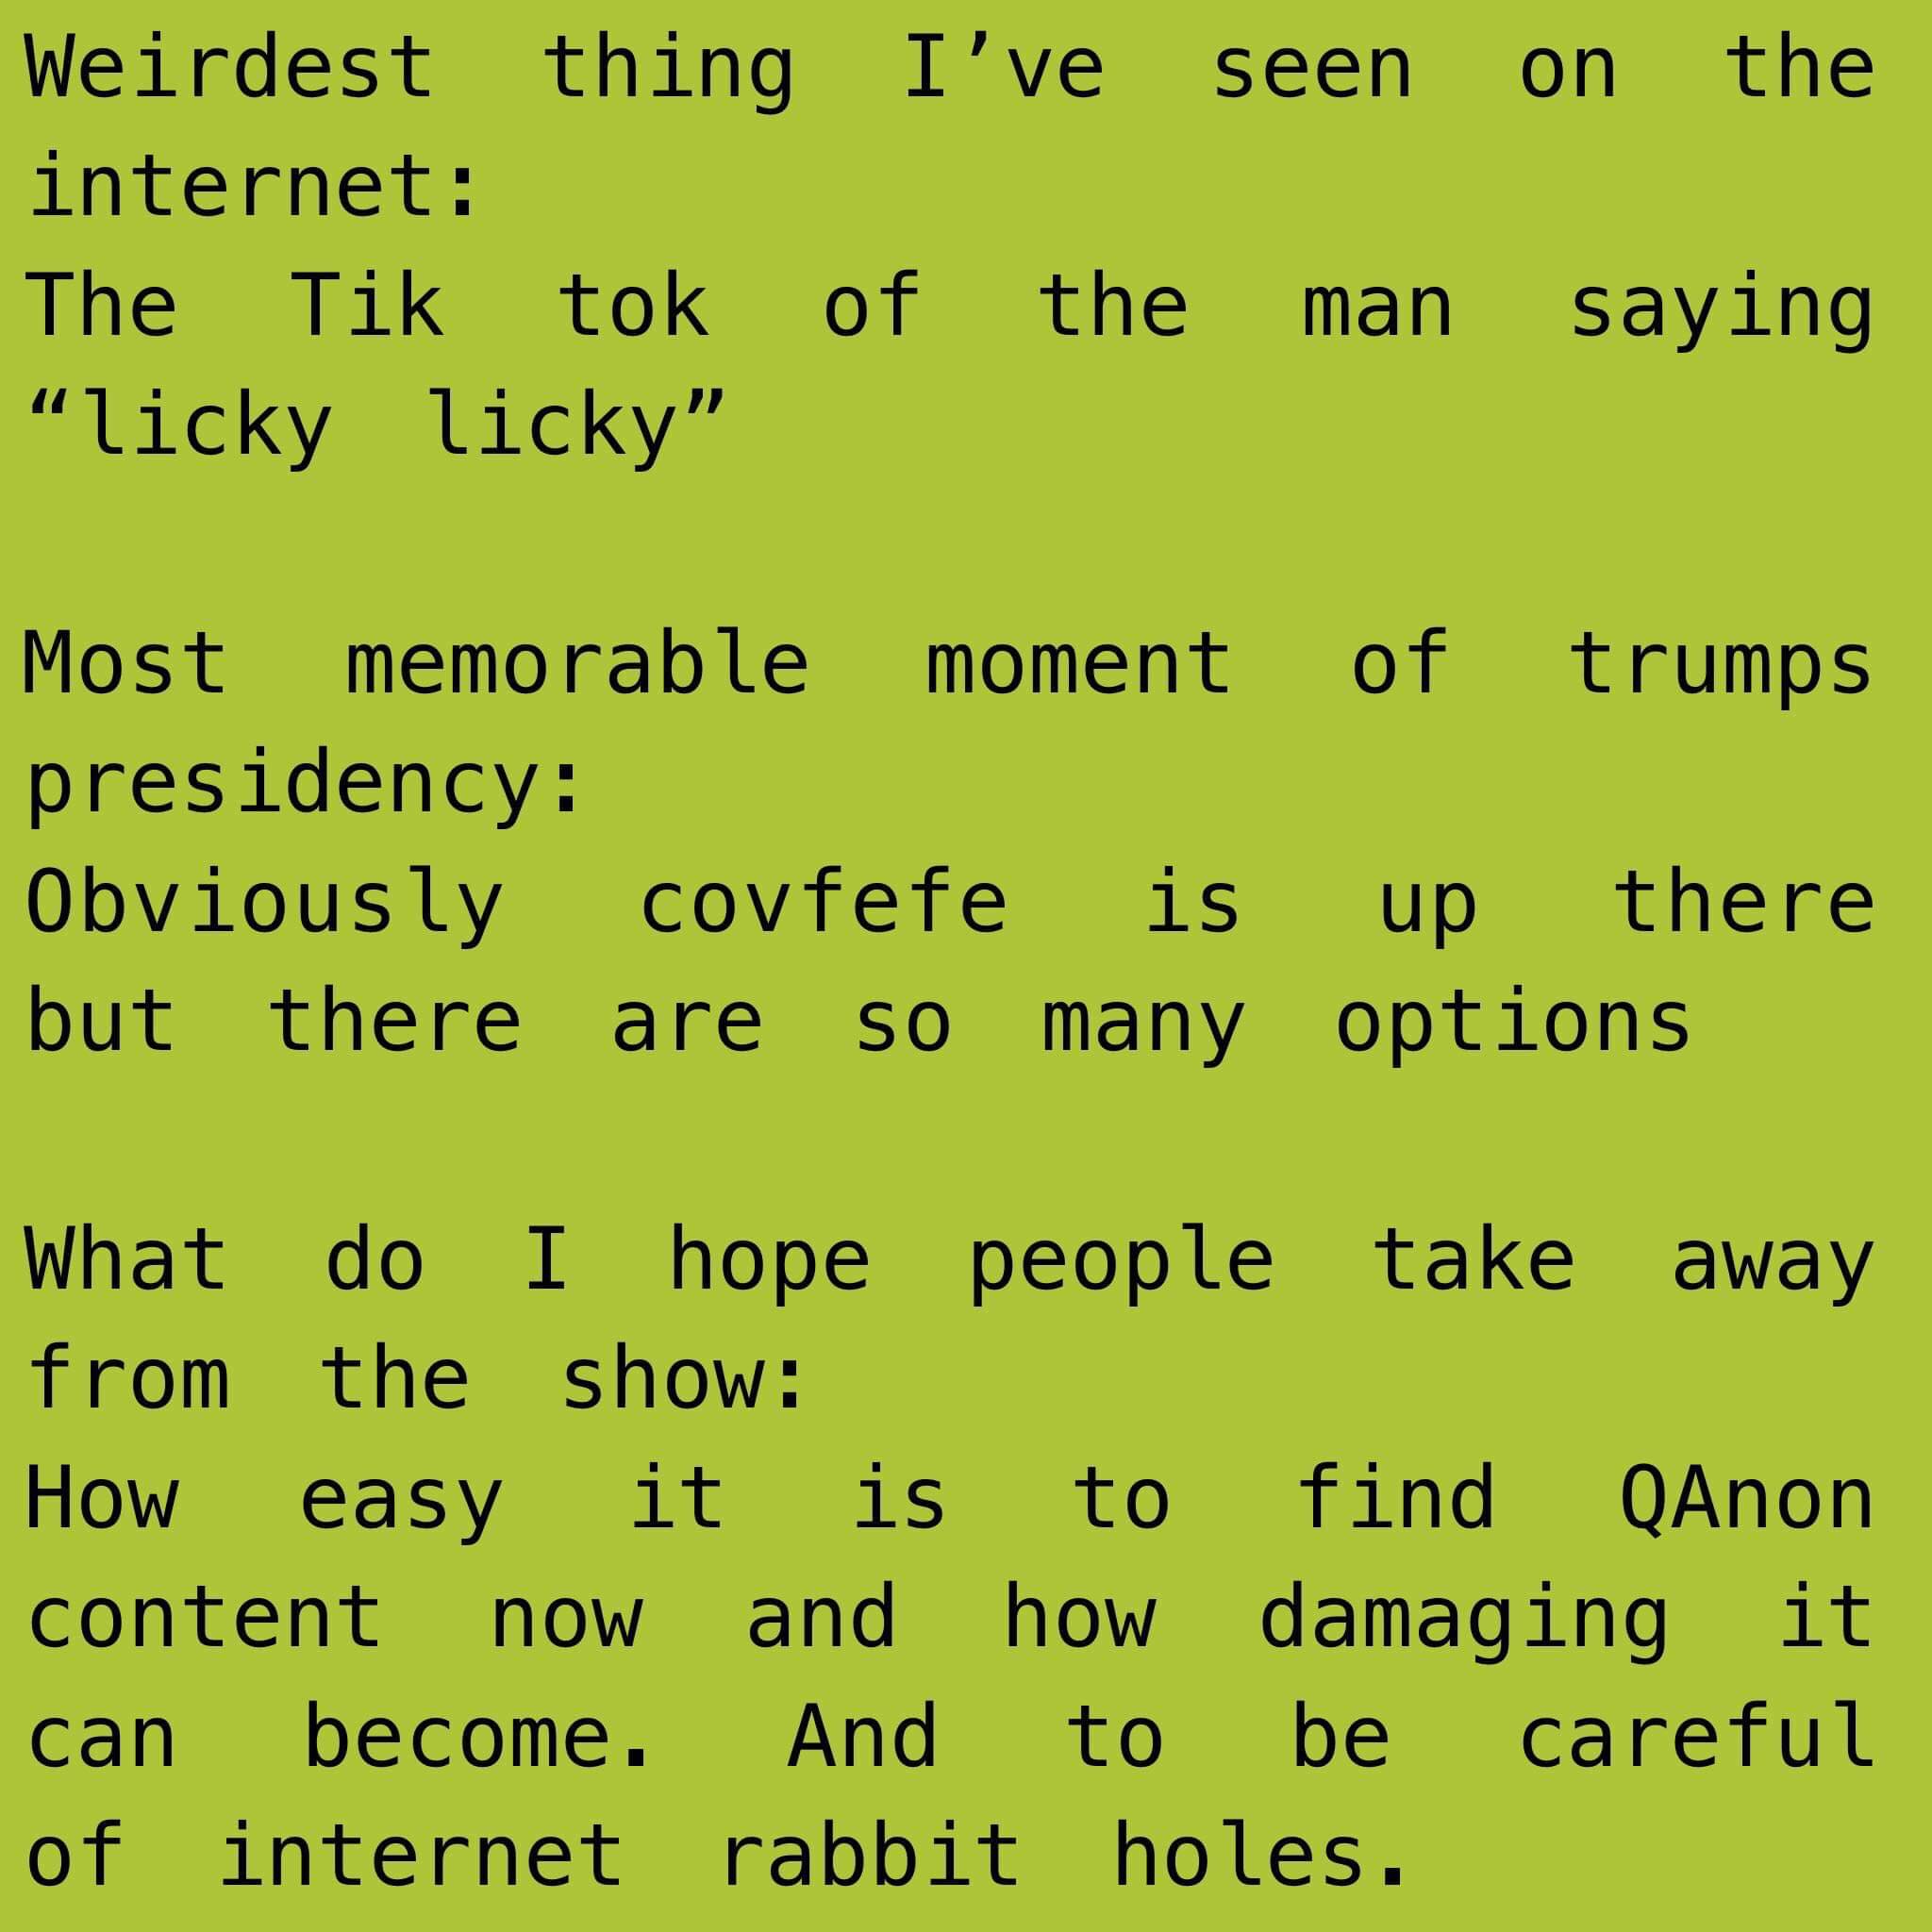 Weirdest thing I’ve seen on the
internet:
The Tik tok of the man saying
“licky licky”
Most memorable moment of trumps
presidency:
Obviously covfefe is up there
but there are so many options
What do I hope people take away
from the show:
How easy it is to find QAnon
content now and how damaging it
can become. And to be careful
of internet rabbit holes.